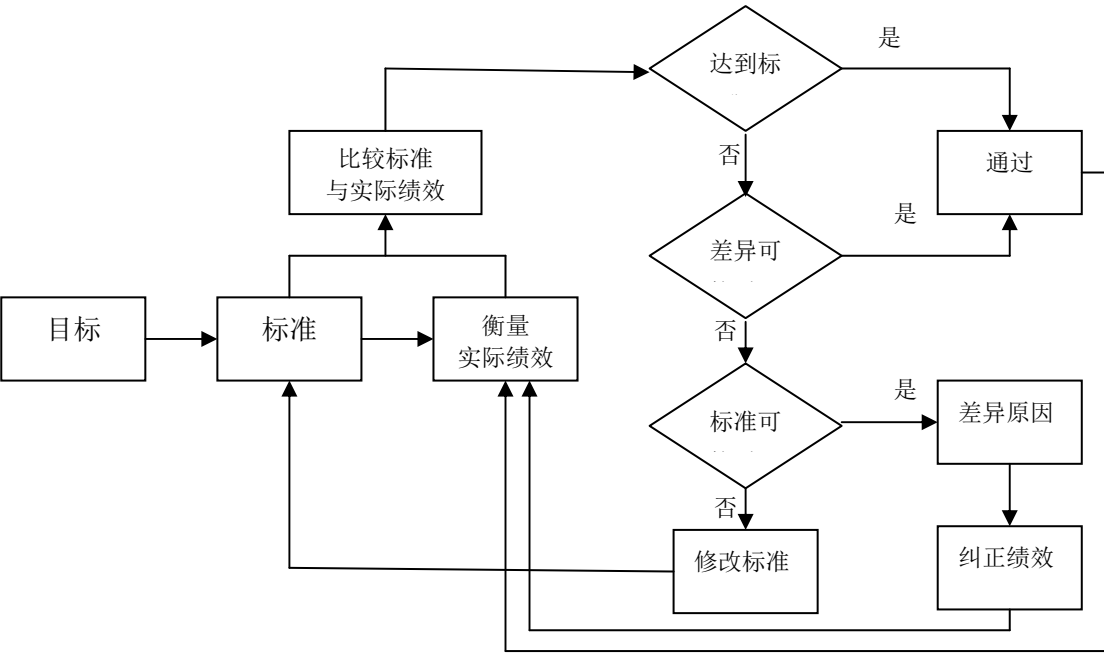 达到标
是
比较标准
与实际绩效
否
通过
是
差异可
目标
标准
衡量
实际绩效
否
是
标准可
差异原因
否
修改标准
纠正绩效